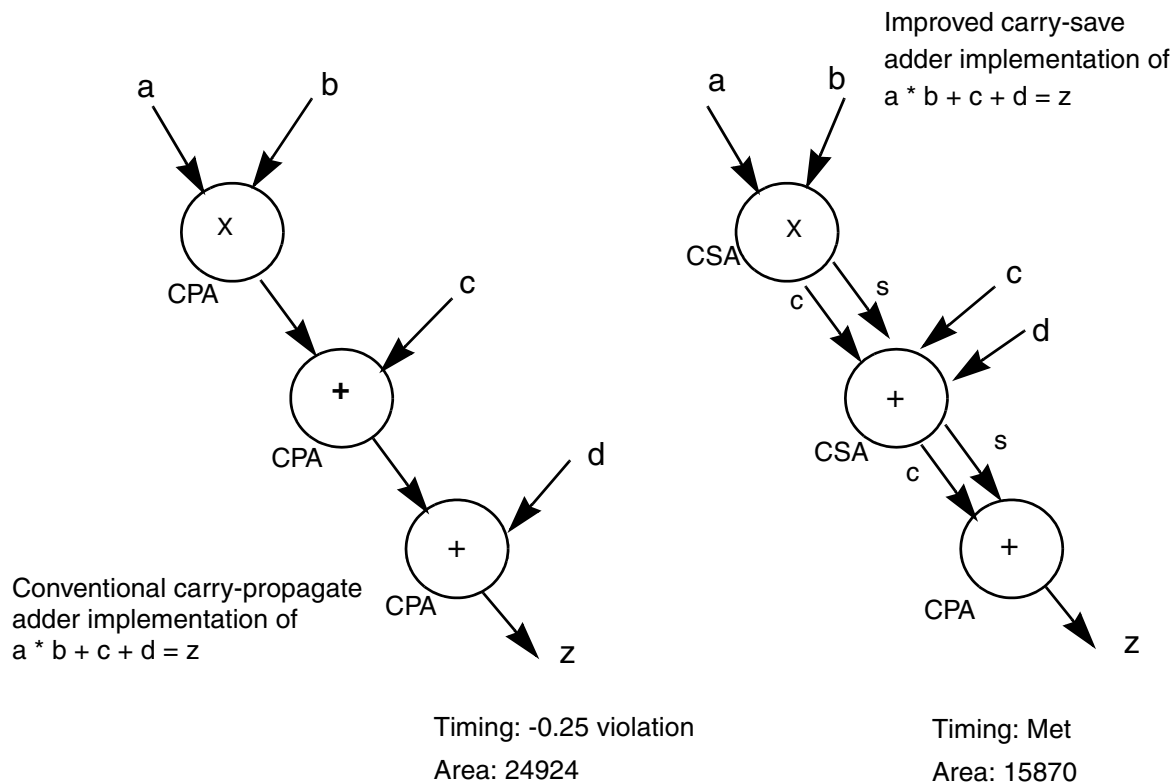 Improved carry-save
adder implementation of
a * b + c + d = z
a
b
X
CPA
c
+
CPA
d
+
CPA
z
Conventional carry-propagate
adder implementation of
a * b + c + d = z
Timing: -0.25 violation
Area: 24924
a
b
X
CSA
c
s
c
d
+
CSA
c
s
+
CPA
z
Timing: Met
Area: 15870